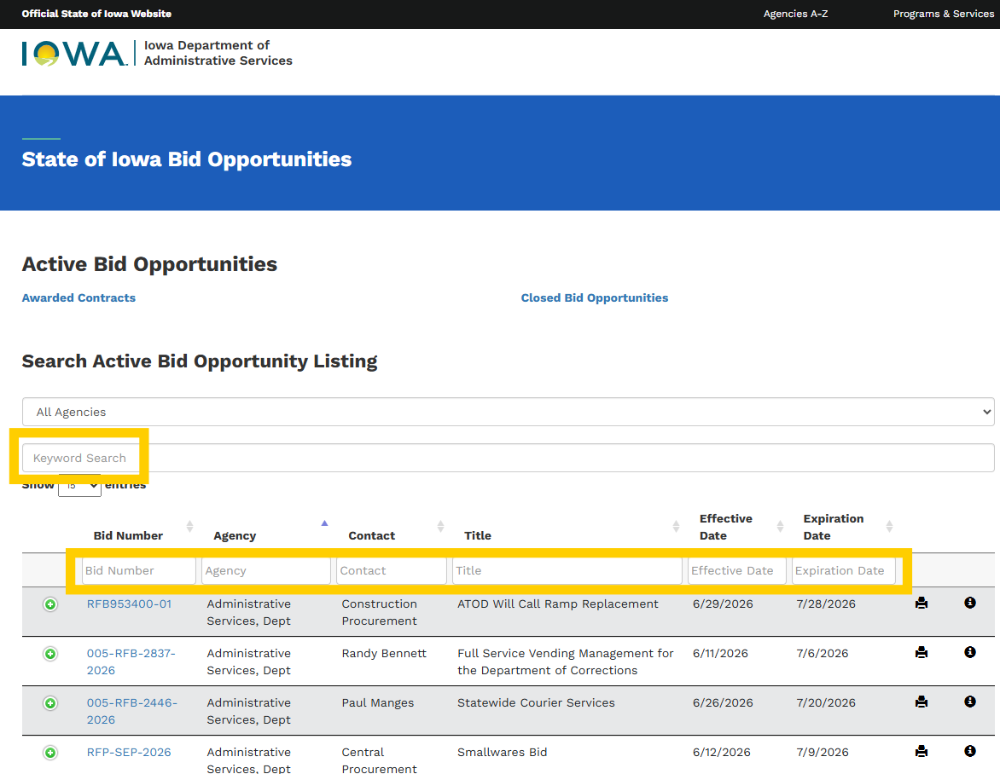 Official State of Iowa Website Agencies A-Z Programs & Services
IOWA. Iowa Department of
Administrative Services
State of Iowa Bid Opportunities
Active Bid Opportunities
Awarded Contracts Closed Bid Opportunities
Search Active Bid Opportunity Listing
All Agencies
Keyword Search
Show 15 entries
Bid Number Agency Contact Title Effective Date Expiration Date
Bid Number Agency Contact Title Effective Date Expiration Date
RFB953400-01 Administrative Construction ATOD Will Call Ramp Replacement 6/29/2026 7/28/2026
Services, Dept Procurement
005-RFB-2837- Administrative Randy Bennett Full Service Vending Management for 6/11/2026 7/6/2026
2026 Services, Dept the Department of Corrections
005-RFB-2446- Administrative Paul Manges Statewide Courier Services 6/26/2026 7/20/2026
2026 Services, Dept
RFP-SEP-2026 Administrative Central Smallwares Bid 6/12/2026 7/9/2026
Services, Dept Procurement